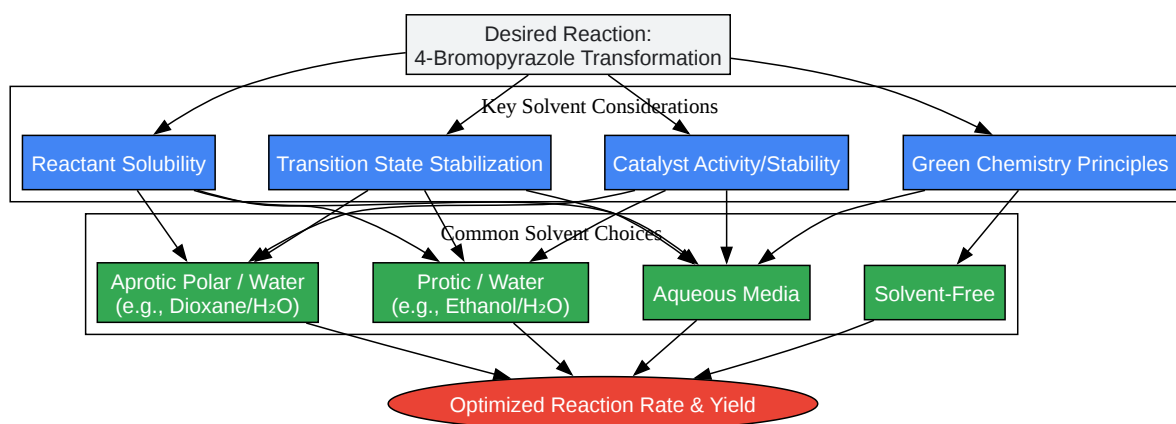 Desired Reaction:
4-Bromopyrazole Transformation
Key Solvent Considerations
Reactant Solubility
Transition State Stabilization
Catalyst Activity/Stability
Green Chemistry Principles
Common Solvent Choices
Aprotic Polar / Water
(e.g., Dioxane/H₂O)
Protic / Water
(e.g., Ethanol/H₂O)
Aqueous Media
Solvent-Free
Optimized Reaction Rate & Yield